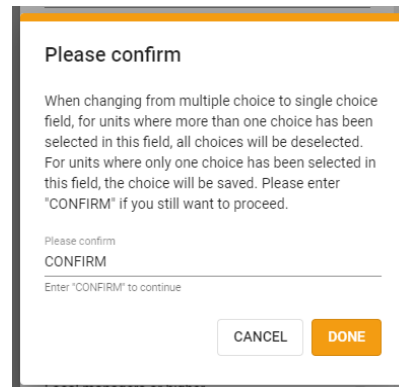 Please confirm
When changing from multiple choice to single choice
field, for units where more than one choice has been
selected in this field, all choices will be deselected.
For units where only one choice has been selected in
this field, the choice will be saved. Please enter
"CONFIRM" if you still want to proceed.
Please confirm
CONFIRM
Enter "CONFIRM" to continue
CANCEL
DONE